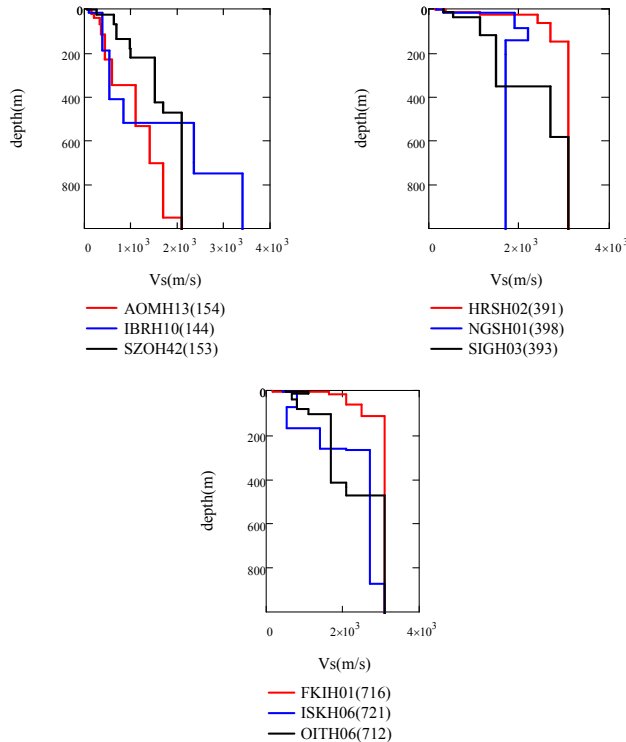 0
200
400
600
800
depth(m)
0 1×10³ 2×10³ 3×10³ 4×10³
Vs(m/s)
AOMH13(154)
IBRH10(144)
SZOH42(153)
0
200
400
600
800
depth(m)
0 2×10³ 4×10³
Vs(m/s)
HRSH02(391)
NGSH01(398)
SIGH03(393)
0
200
400
600
800
depth(m)
0 2×10³ 4×10³
Vs(m/s)
FKIH01(716)
ISKH06(721)
OITH06(712)